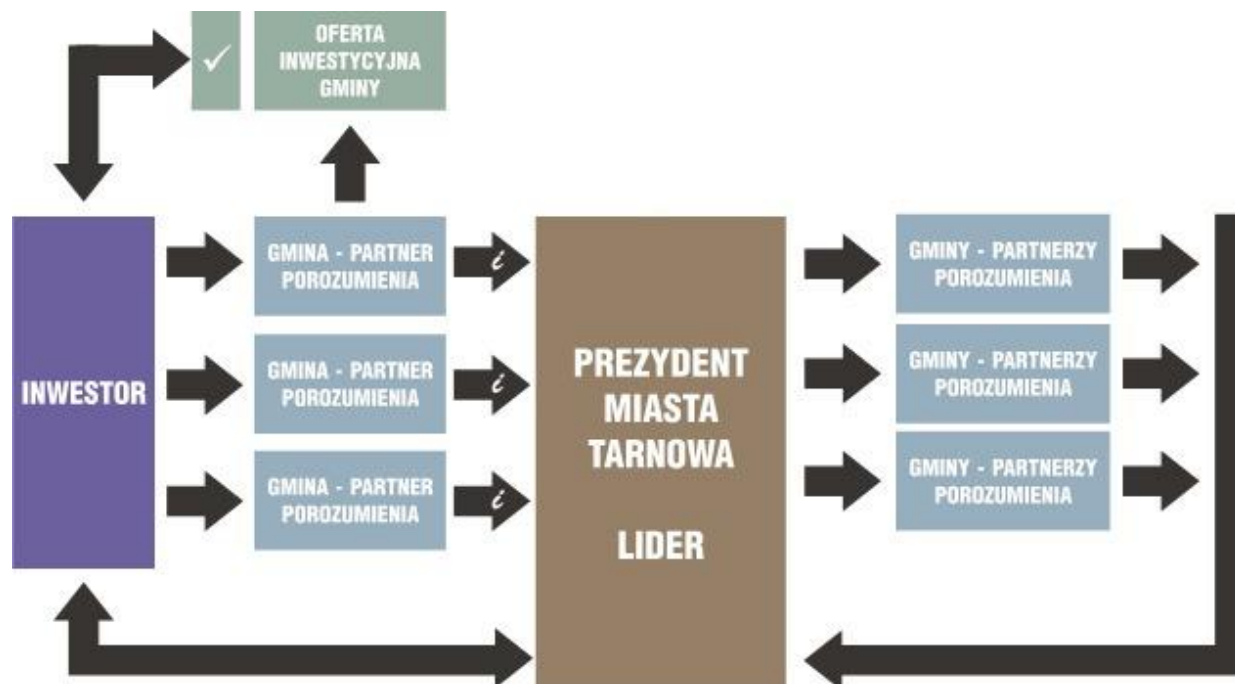 ✓
OFERTA
INWESTYCYJNA
GMINY
INWESTOR
GMINA - PARTNER
POROZUMIENIA
i
GMINA - PARTNER
POROZUMIENIA
i
GMINA - PARTNER
POROZUMIENIA
i
PREZYDENT
MIASTA
TARNOWA
LIDER
GMINY - PARTNERZY
POROZUMIENIA
GMINY - PARTNERZY
POROZUMIENIA
GMINY - PARTNERZY
POROZUMIENIA